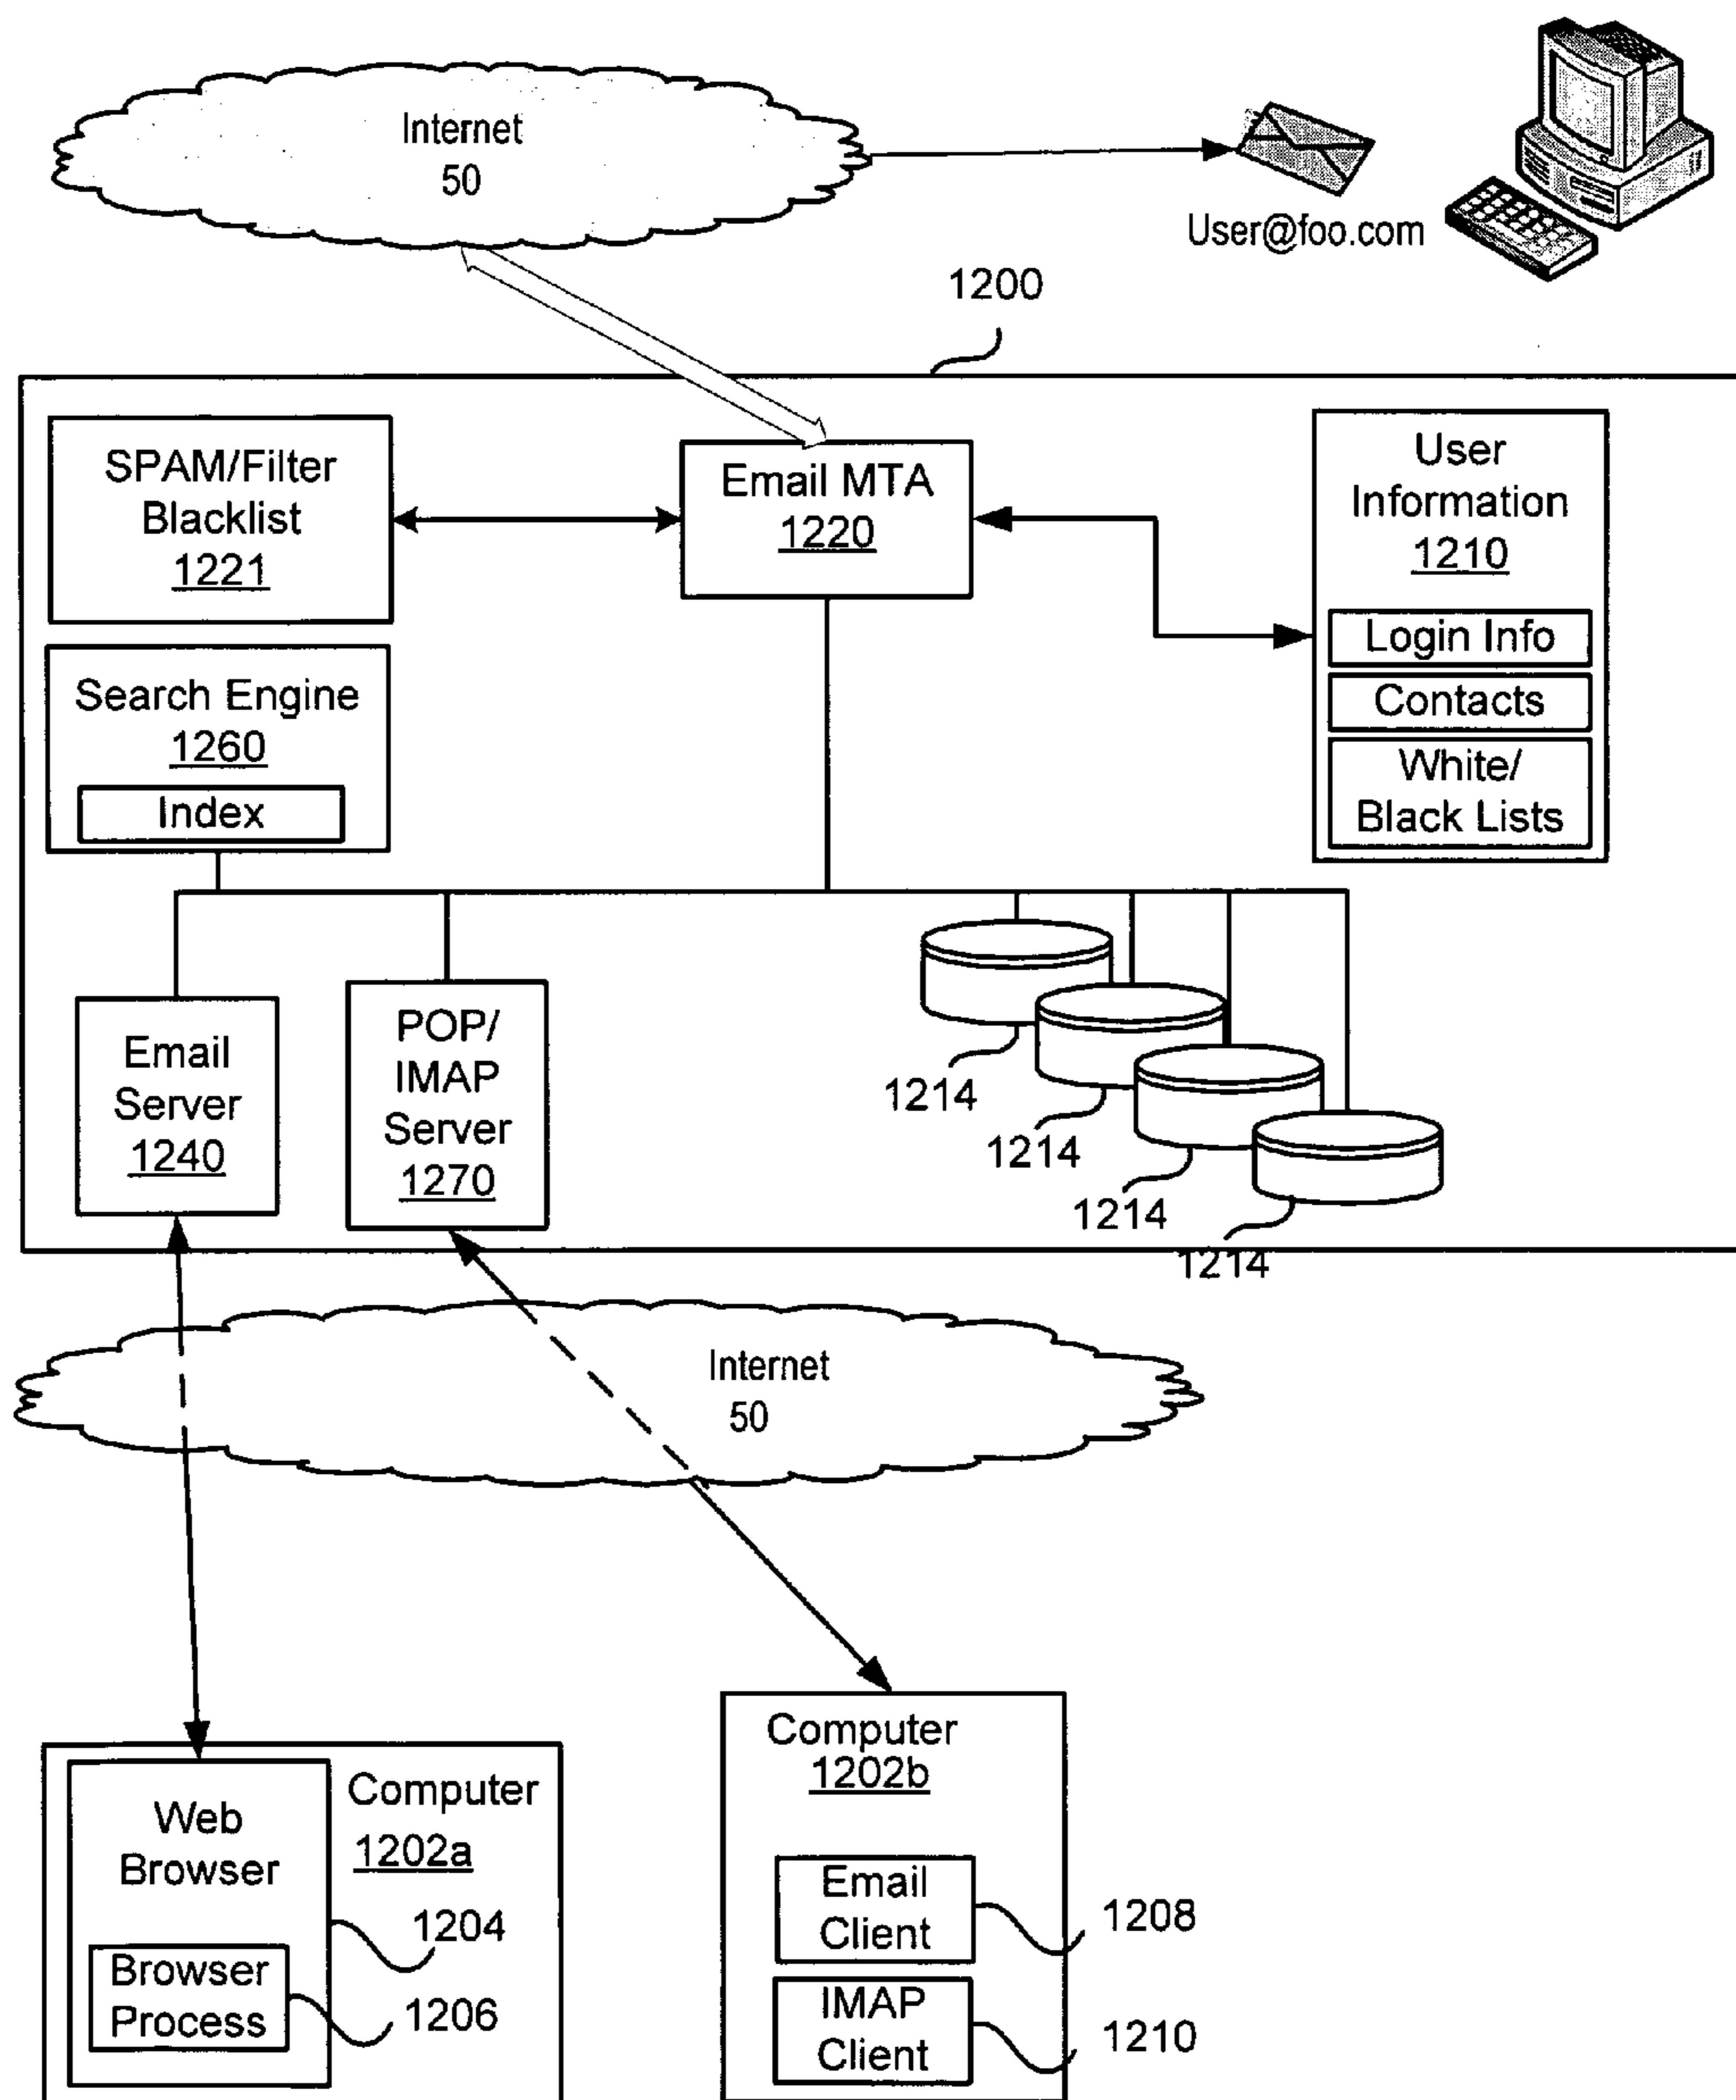 Internet
50
User@foo.com
1200
SPAM/Filter
Blacklist
1221
Email MTA
1220
User
Information
1210
Login Info
Contacts
White/
Black Lists
Search Engine
1260
Index
Email
Server
1240
POP/
IMAP
Server
1270
1214
1214
1214
1214
Internet
50
Web
Browser
Computer
1202a
1204
Browser
Process
1206
Computer
1202b
Email
Client
1208
IMAP
Client
1210